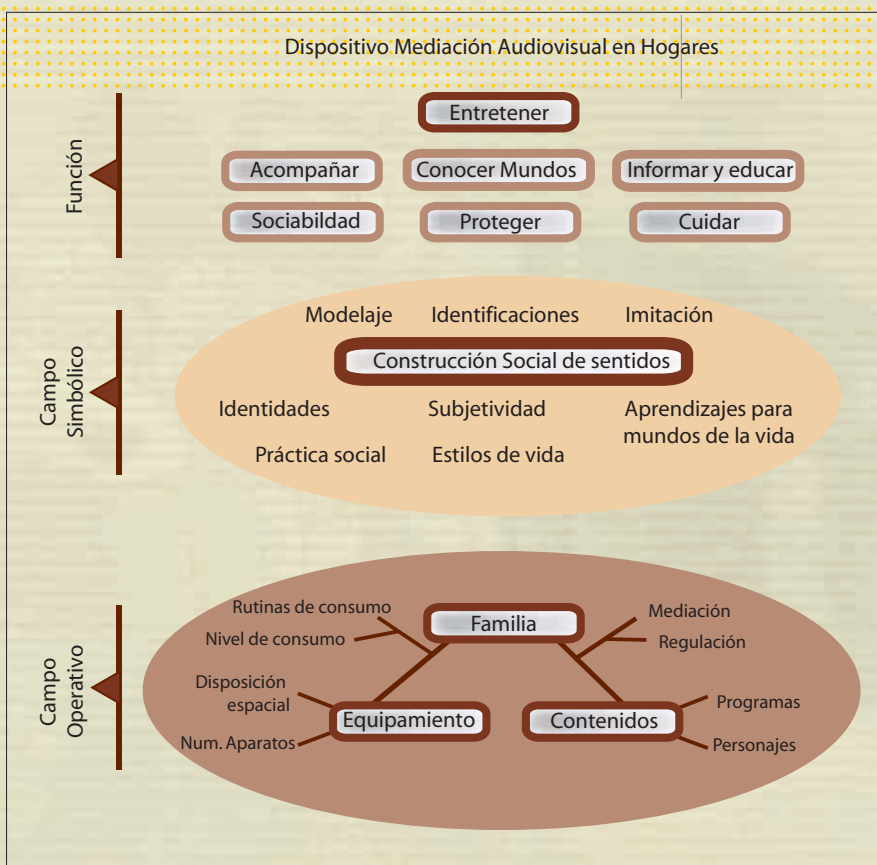 Dispositivo Mediación Audiovisual en Hogares
Función
Entretener
Acompañar
Conocer Mundos
Informar y educar
Sociabildad
Proteger
Cuidar
Campo
Simbólico
Modelaje
Identificaciones
Imitación
Construcción Social de sentidos
Identidades
Subjetividad
Aprendizajes para
mundos de la vida
Práctica social
Estilos de vida
Campo
Operativo
Rutinas de consumo
Nivel de consumo
Familia
Mediación
Regulación
Disposición
espacial
Num. Aparatos
Equipamiento
Contenidos
Programas
Personajes